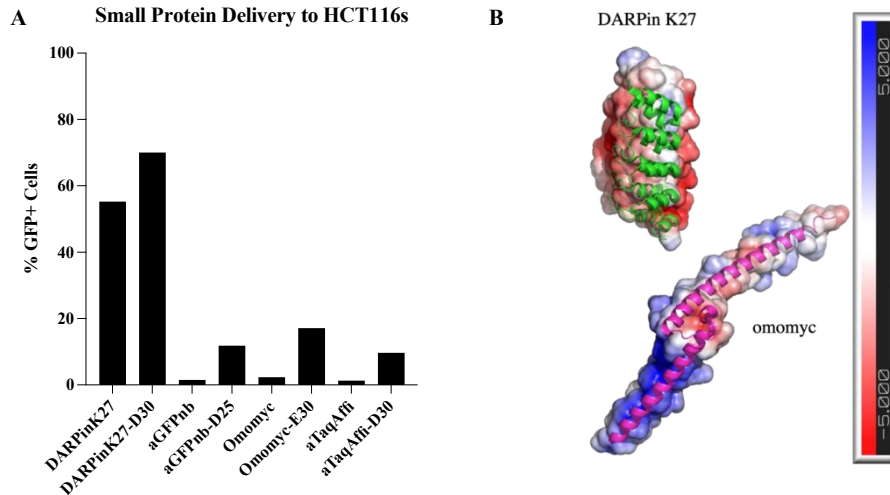 A
Small Protein Delivery to HCT116s
B
DARPin K27
100
80
60
40
20
0
% GFP+ Cells
DARPinK27
DARPinK27-D30
aGFPnb
aGFPnb-D25
Omomyc
Omomyc-E30
aTaqAffi
aTaqAffi-D30
omomyc
5.000
-5.000